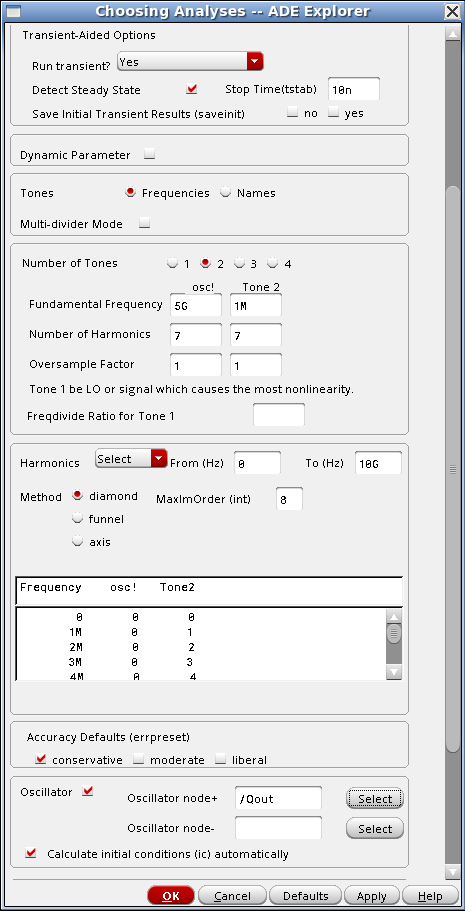 Choosing Analyses -- ADE Explorer
Transient-Aided Options
Run transient? Yes
Detect Steady State Stop Time(tstab) 10n
Save Initial Transient Results (saveinit) no yes
Dynamic Parameter
Tones Frequencies Names
Multi-divider Mode
Number of Tones 1 2 3 4
osc! Tone 2
Fundamental Frequency 5G 1M
Number of Harmonics 7 7
Oversample Factor 1 1
Tone 1 be LO or signal which causes the most nonlinearity.
Freqdivide Ratio for Tone 1
Harmonics Select From (Hz) 0 To (Hz) 10G
Method diamond MaxImOrder (int) 8
funnel
axis
Frequency osc! Tone2
0 0 0
1M 0 1
2M 0 2
3M 0 3
4M 0 4
Accuracy Defaults (errpreset)
conservative moderate liberal
Oscillator Oscillator node+ /Qout Select
Oscillator node- Select
Calculate initial conditions (ic) automatically
OK Cancel Defaults Apply Help